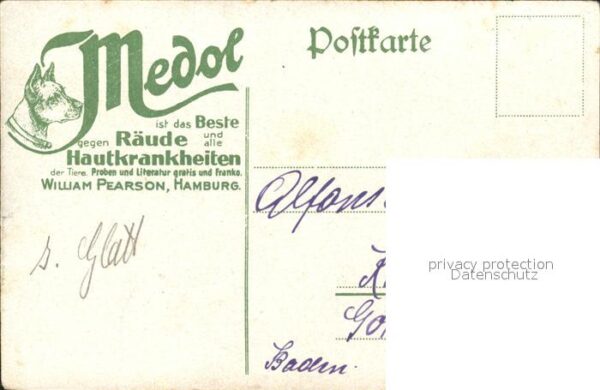 Medol
ist das Beste
gegen Räude und alle
Hautkrankheiten
der Tiere. Proben und Literatur gratis und franko.
WILLIAM PEARSON, HAMBURG.
Postkarte
Alfons
s. Glatt
Baden.
privacy protection
Datenschutz